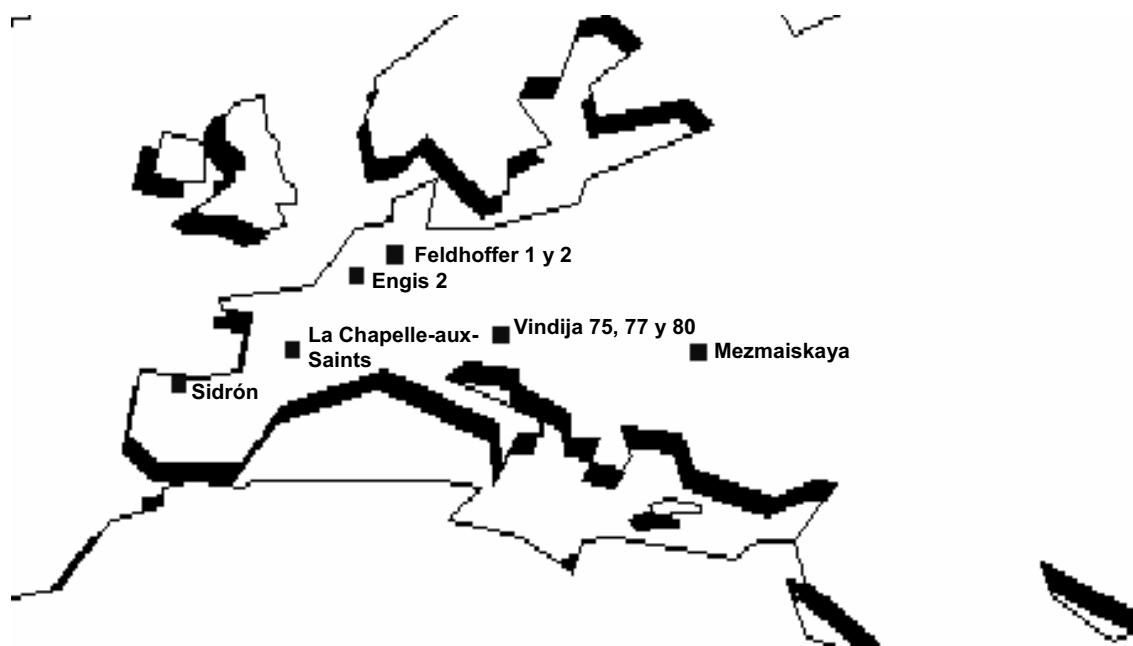 Feldhoffer 1 y 2
Engis 2
Vindija 75, 77 y 80
La Chapelle-aux-
Saints
Mezmaiskaya
Sidrón